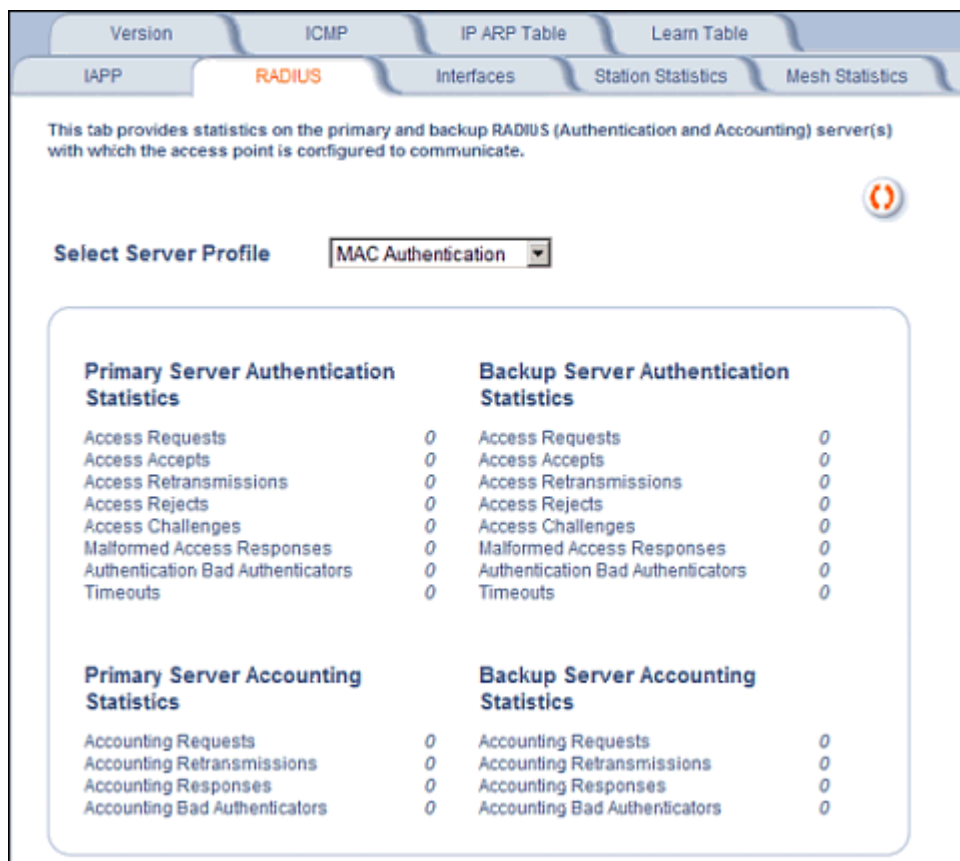 Version ICMP IP ARP Table Learn Table
IAPP RADIUS Interfaces Station Statistics Mesh Statistics
This tab provides statistics on the primary and backup RADIUS (Authentication and Accounting) server(s)
with which the access point is configured to communicate.
Select Server Profile MAC Authentication
Primary Server Authentication
Statistics
Access Requests 0
Access Accepts 0
Access Retransmissions 0
Access Rejects 0
Access Challenges 0
Malformed Access Responses 0
Authentication Bad Authenticators 0
Timeouts 0
Backup Server Authentication
Statistics
Access Requests 0
Access Accepts 0
Access Retransmissions 0
Access Rejects 0
Access Challenges 0
Malformed Access Responses 0
Authentication Bad Authenticators 0
Timeouts 0
Primary Server Accounting
Statistics
Accounting Requests 0
Accounting Retransmissions 0
Accounting Responses 0
Accounting Bad Authenticators 0
Backup Server Accounting
Statistics
Accounting Requests 0
Accounting Retransmissions 0
Accounting Responses 0
Accounting Bad Authenticators 0